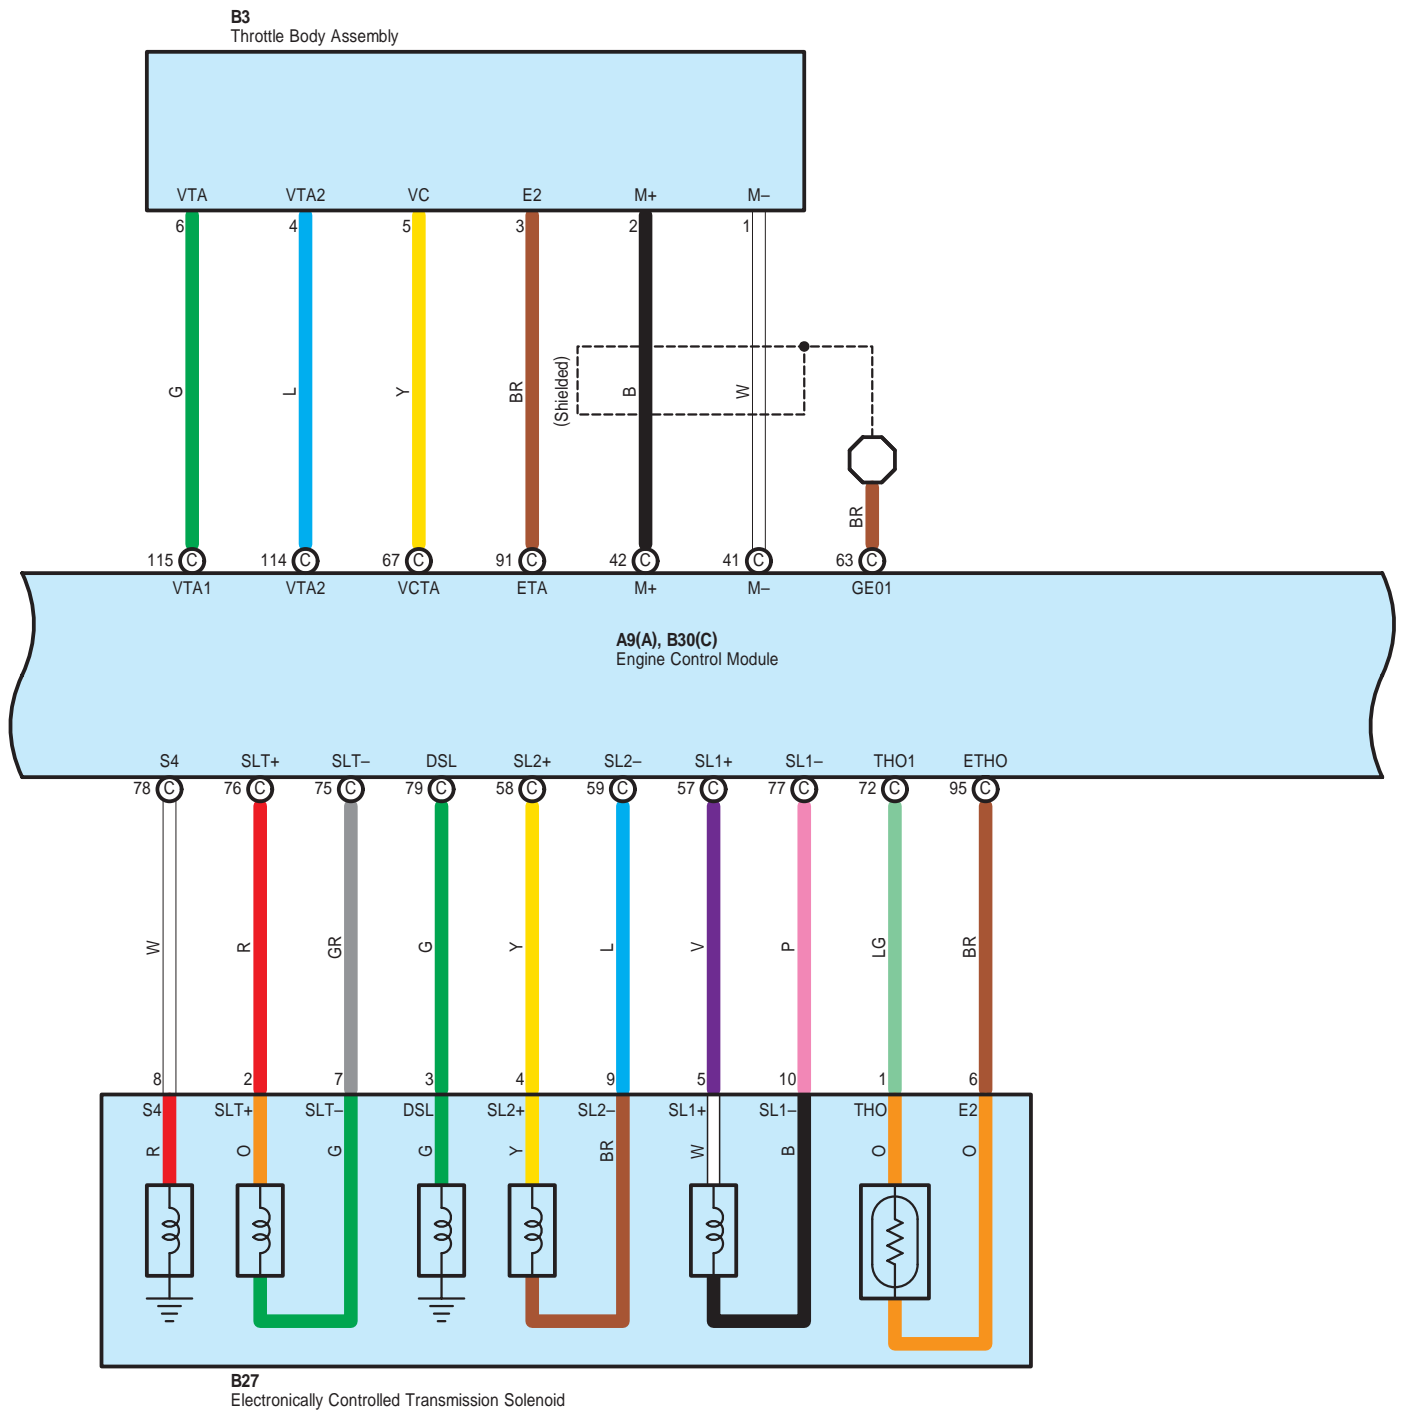 B3
Throttle Body Assembly
VTA VTA2 VC E2 M+ M–
6 4 5 3 2 1
G L Y BR (Shielded) B W
BR
115 C 114 C 67 C 91 C 42 C 41 C 63 C
VTA1 VTA2 VCTA ETA M+ M– GE01
A9(A), B30(C)
Engine Control Module
S4 SLT+ SLT– DSL SL2+ SL2– SL1+ SL1– THO1 ETHO
78 C 76 C 75 C 79 C 58 C 59 C 57 C 77 C 72 C 95 C
W R GR G Y L V P LG BR
8 2 7 3 4 9 5 10 1 6
S4 SLT+ SLT– DSL SL2+ SL2– SL1+ SL1– THO E2
R O G G Y BR W B O O
B27
Electronically Controlled Transmission Solenoid